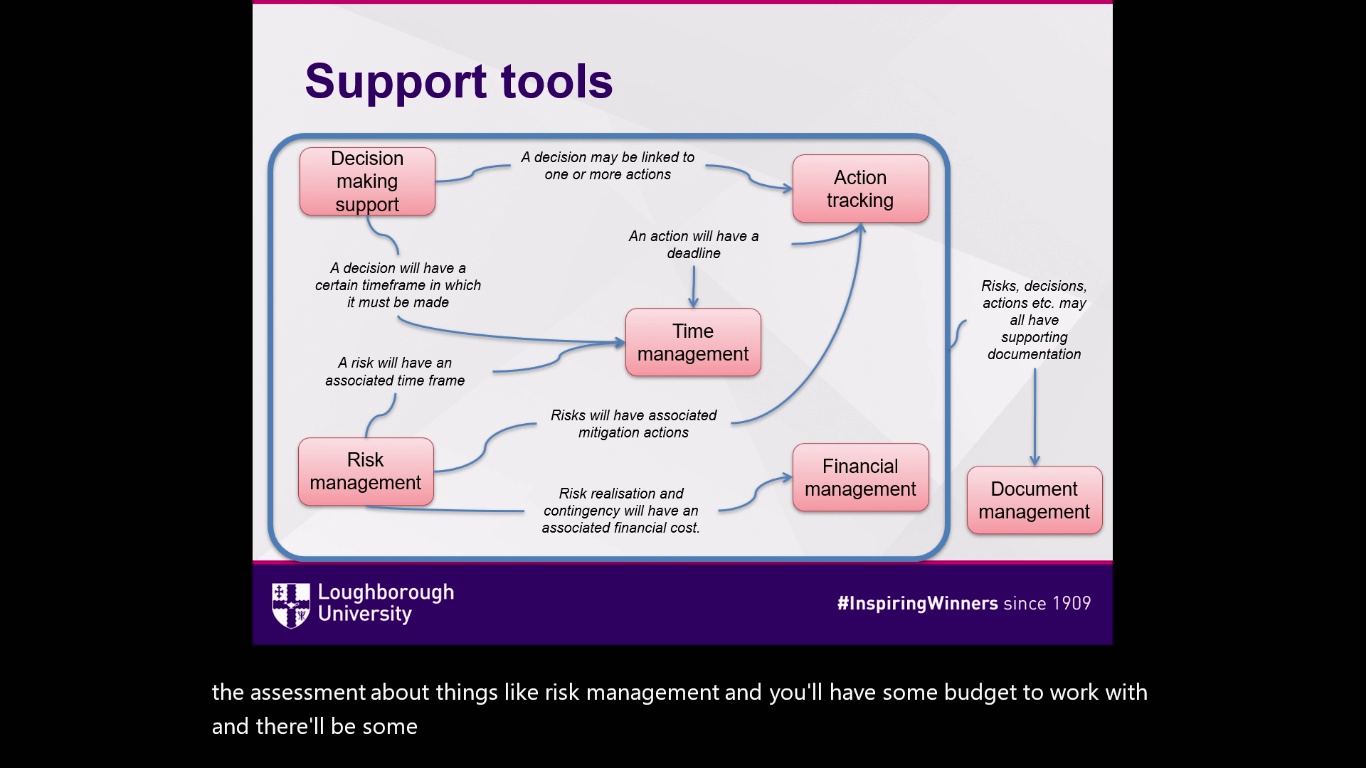 Support tools
Decision
making
support
A decision may be linked to
one or more actions
Action
tracking
An action will have a
deadline
A decision will have a
certain timeframe in which
it must be made
Risks, decisions,
actions etc. may
all have
supporting
documentation
Time
management
A risk will have an
associated time frame
Risks will have associated
mitigation actions
Risk
management
Financial
management
Risk realisation and
contingency will have an
associated financial cost.
Document
management
Loughborough
University
#InspiringWinners since 1909
the assessment about things like risk management and you'll have some budget to work with
and there'll be some